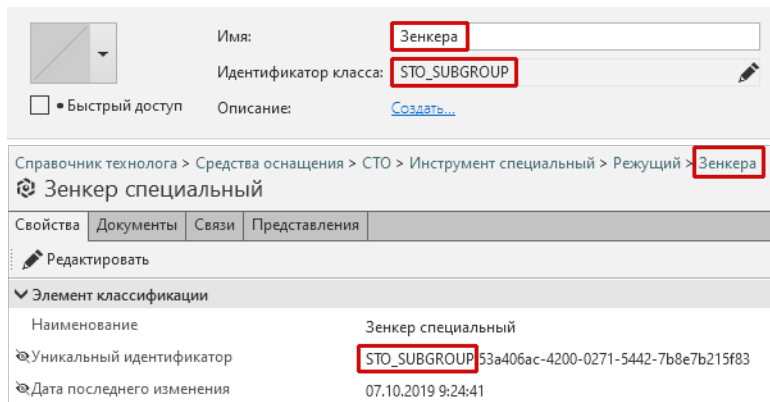 Имя: Зенкера
Идентификатор класса: STO_SUBGROUP
• Быстрый доступ Описание: Создать...
Справочник технолога > Средства оснащения > СТО > Инструмент специальный > Режущий > Зенкера
Зенкер специальный
Свойства Документы Связи Представления
Редактировать
Элемент классификации
Наименование Зенкер специальный
Уникальный идентификатор STO_SUBGROUP 53a406ac-4200-0271-5442-7b8e7b215f83
Дата последнего изменения 07.10.2019 9:24:41